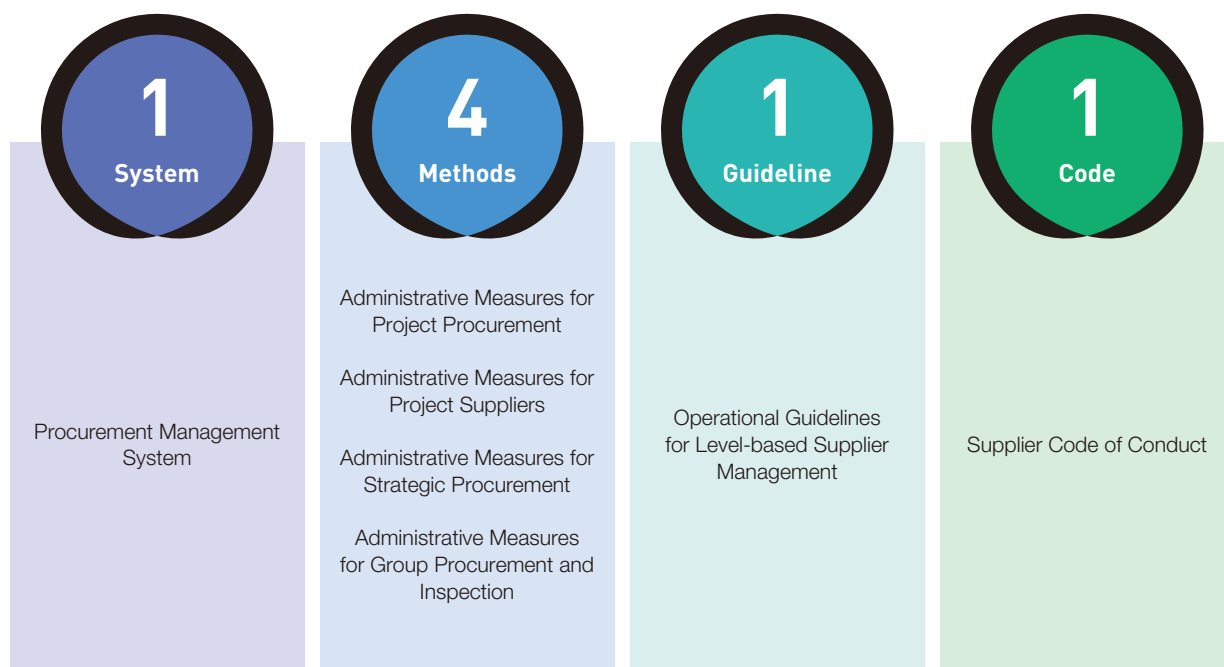 1
System
Procurement Management
System
4
Methods
Administrative Measures for
Project Procurement
Administrative Measures for
Project Suppliers
Administrative Measures for
Strategic Procurement
Administrative Measures
for Group Procurement and
Inspection
1
Guideline
Operational Guidelines
for Level-based Supplier
Management
1
Code
Supplier Code of Conduct